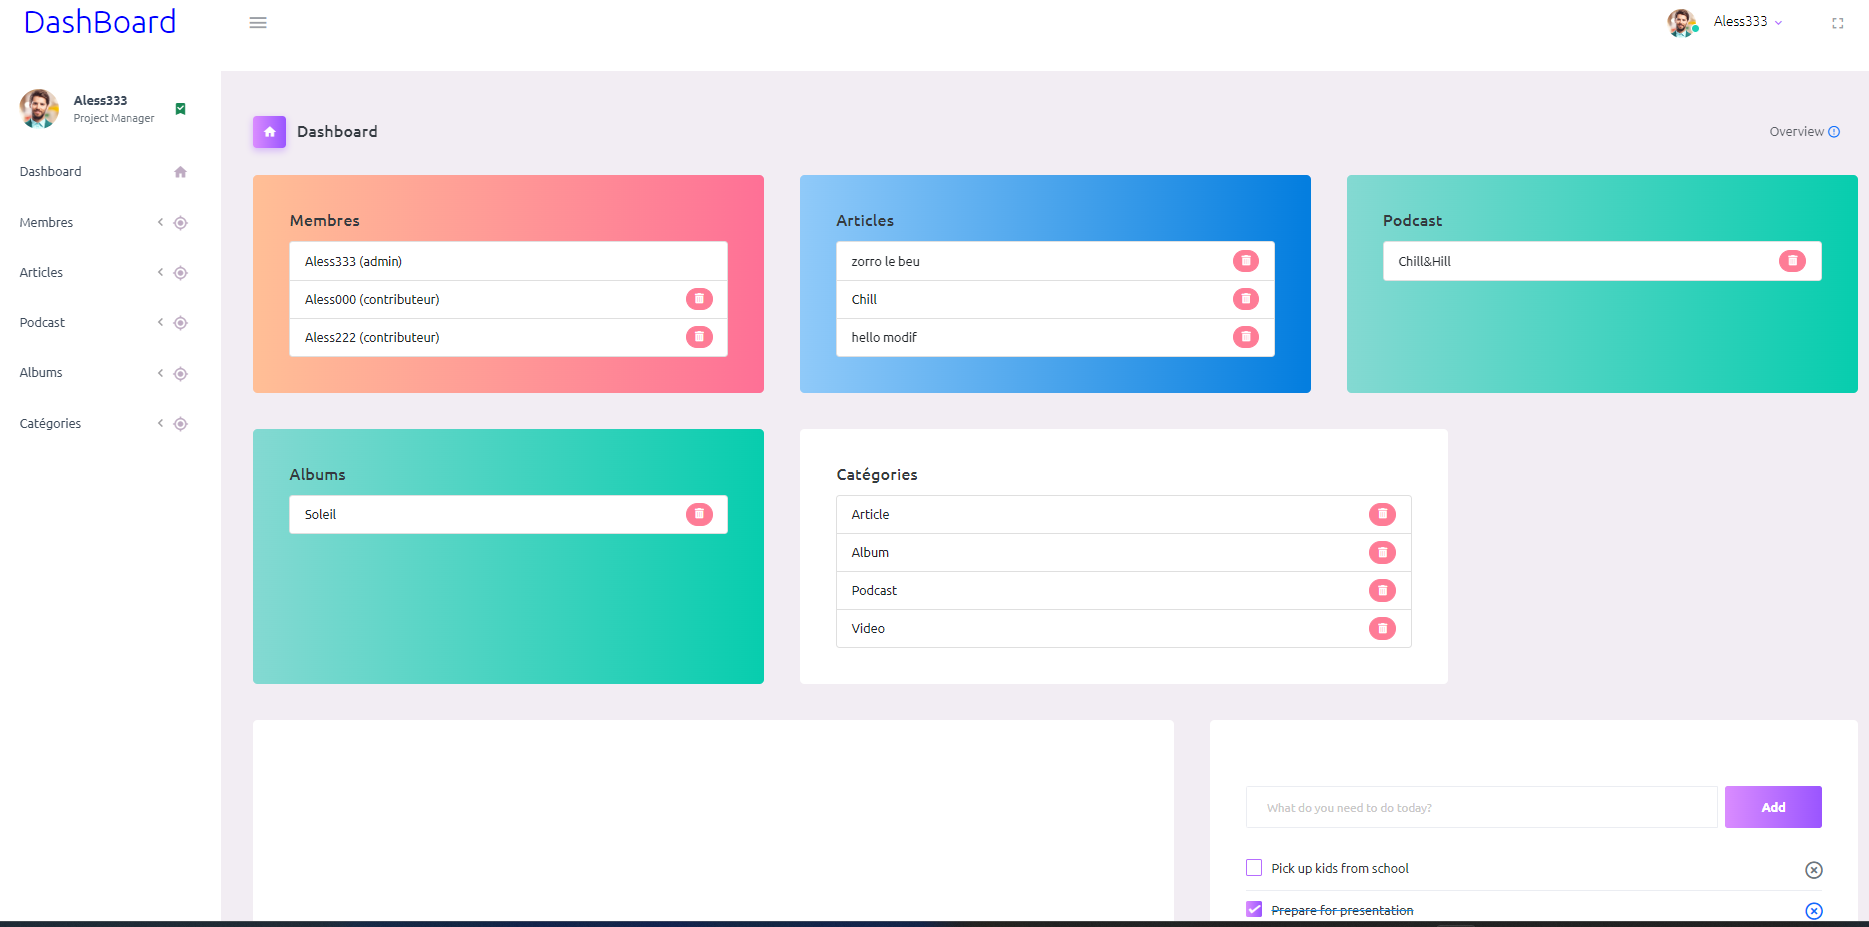 DashBoard
Aless333
Aless333
Project Manager
Dashboard
Membres
Articles
Podcast
Albums
Catégories
Dashboard
Overview
Membres
Aless333 (admin)
Aless000 (contributeur)
Aless222 (contributeur)
Articles
zorro le beu
Chill
hello modif
Podcast
Chill&Hill
Albums
Soleil
Catégories
Article
Album
Podcast
Video
What do you need to do today?
Add
Pick up kids from school
Prepare for presentation